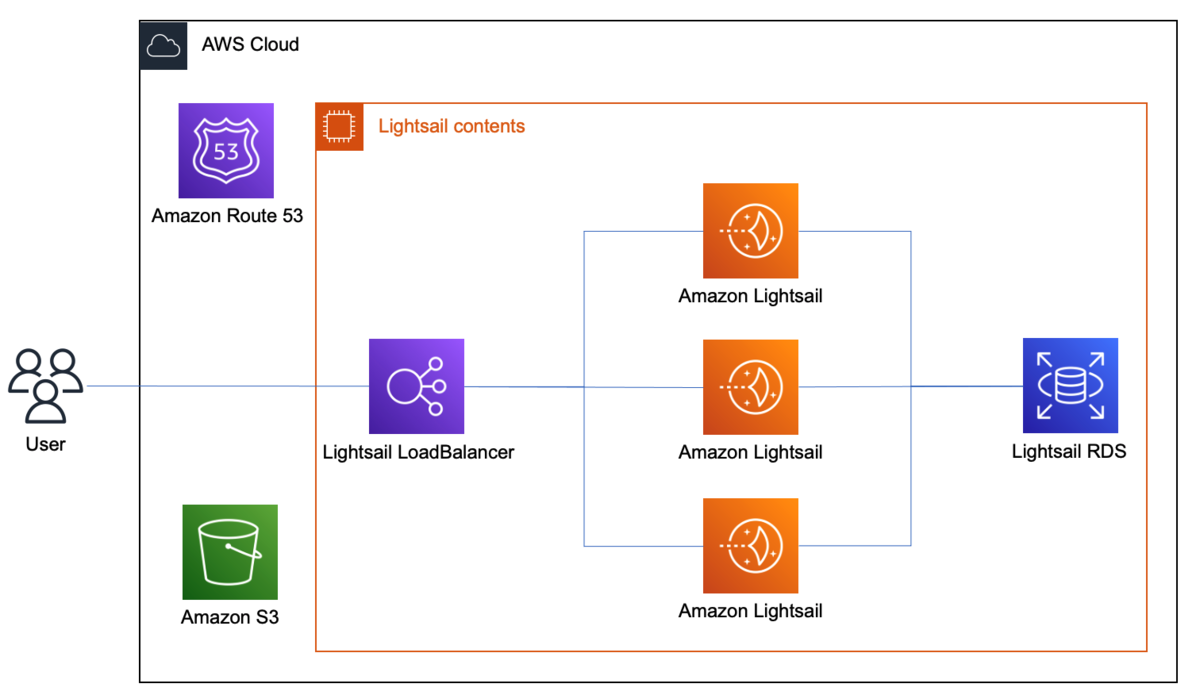 AWS Cloud
53
Amazon Route 53
Lightsail contents
Amazon Lightsail
User
Lightsail LoadBalancer
Amazon Lightsail
Lightsail RDS
Amazon S3
Amazon Lightsail